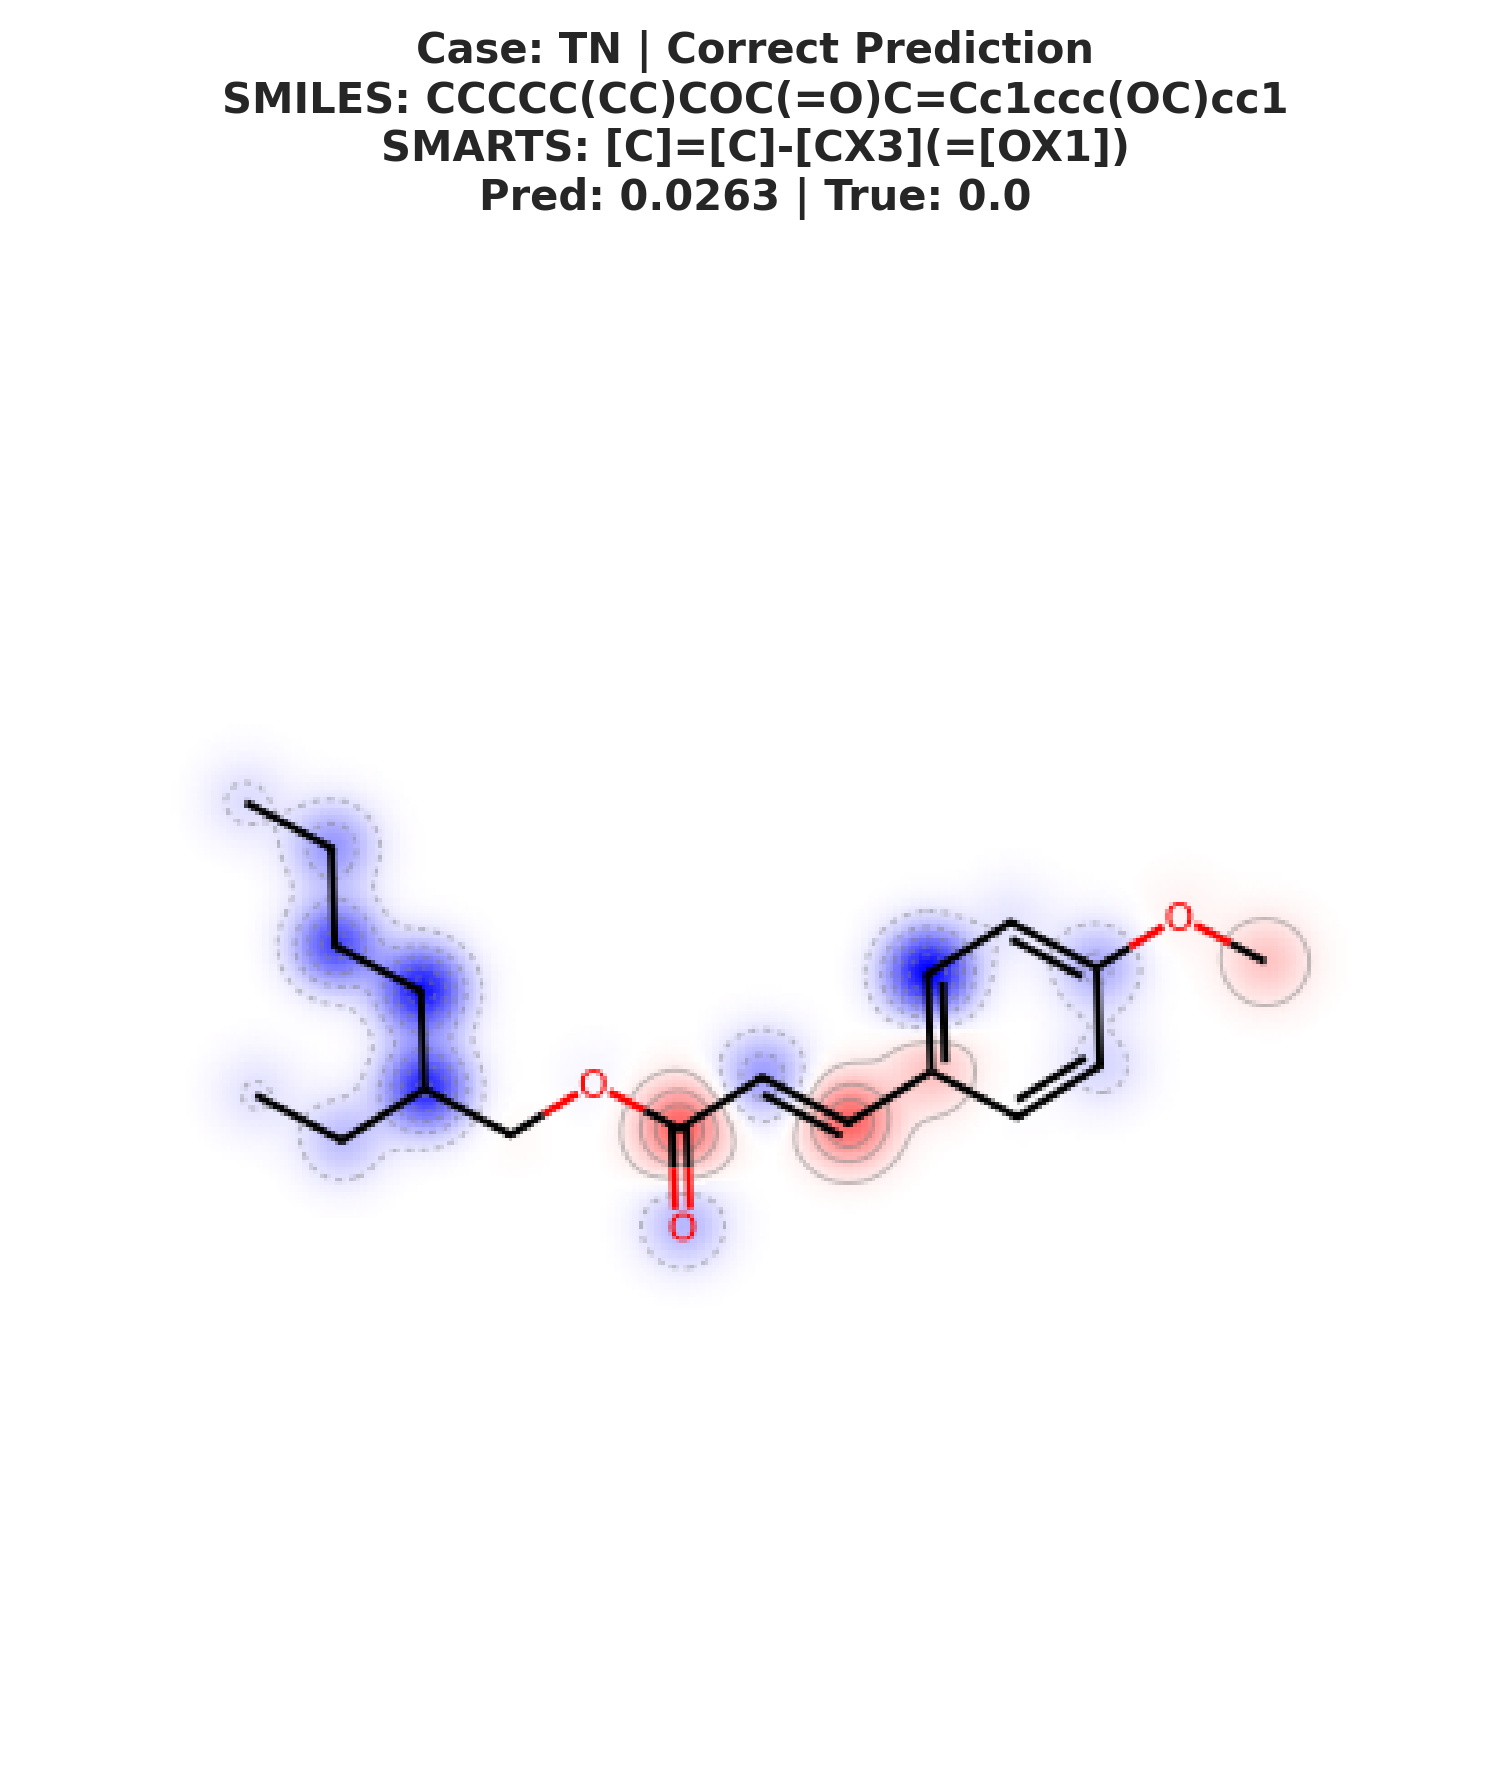 Case: TN | Correct Prediction
SMILES: CCCCC(CC)COC(=O)C=Cc1ccc(OC)cc1
SMARTS: [C]=[C]-[CX3](=[OX1])
Pred: 0.0263 | True: 0.0
O
O
O